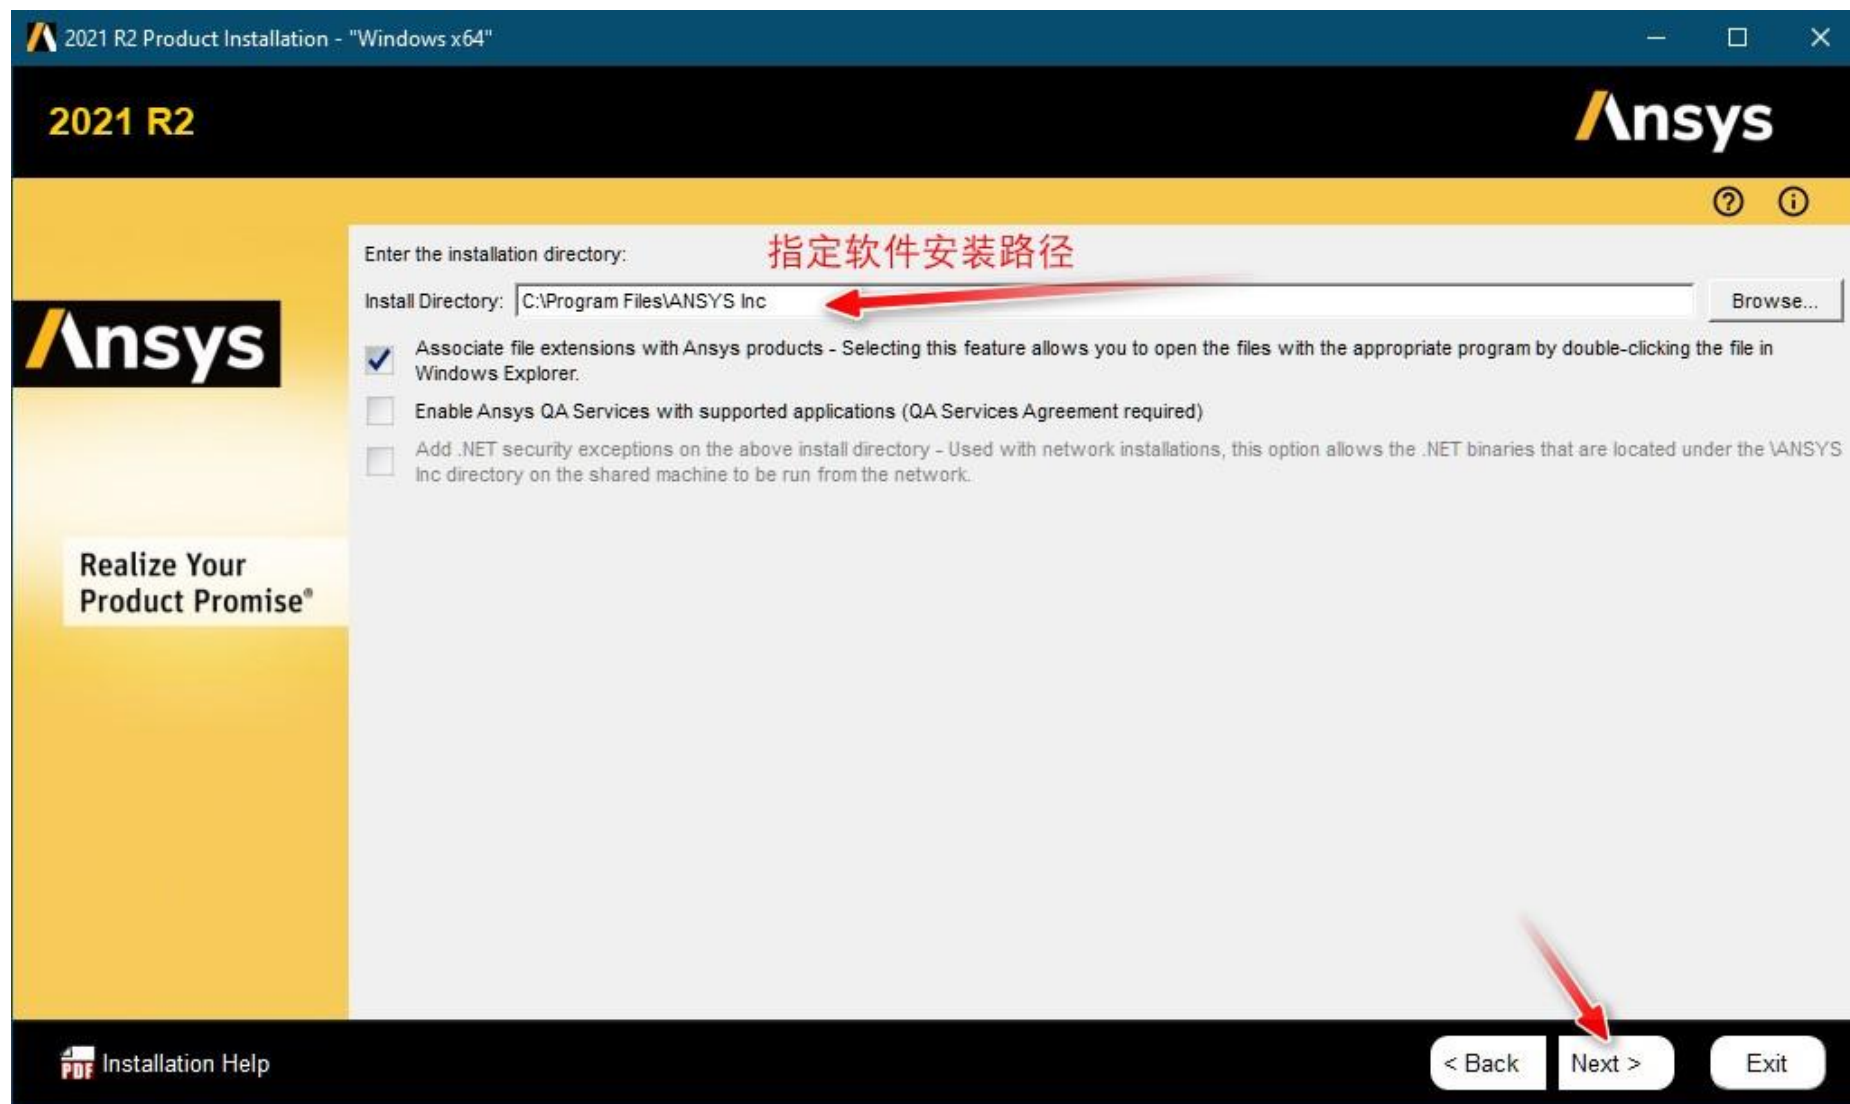 2021 R2 Product Installation - "Windows x64"
2021 R2
Ansys
Enter the installation directory:
指定软件安装路径
Install Directory:
C:\Program Files\ANSYS Inc
Browse...
Ansys
Associate file extensions with Ansys products - Selecting this feature allows you to open the files with the appropriate program by double-clicking the file in
Windows Explorer.
Enable Ansys QA Services with supported applications (QA Services Agreement required)
Add .NET security exceptions on the above install directory - Used with network installations, this option allows the .NET binaries that are located under the \ANSYS
Inc directory on the shared machine to be run from the network.
Realize Your
Product Promise®
PDF Installation Help
< Back
Next >
Exit